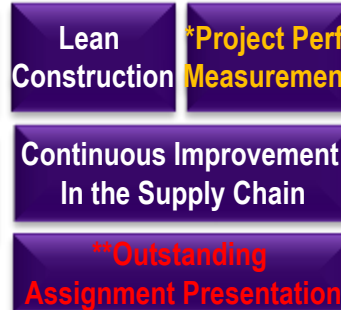 Lean
Construction
*Project Perf
Measuremen
Continuous Improvement
In the Supply Chain
**Outstanding
Assignment Presentation